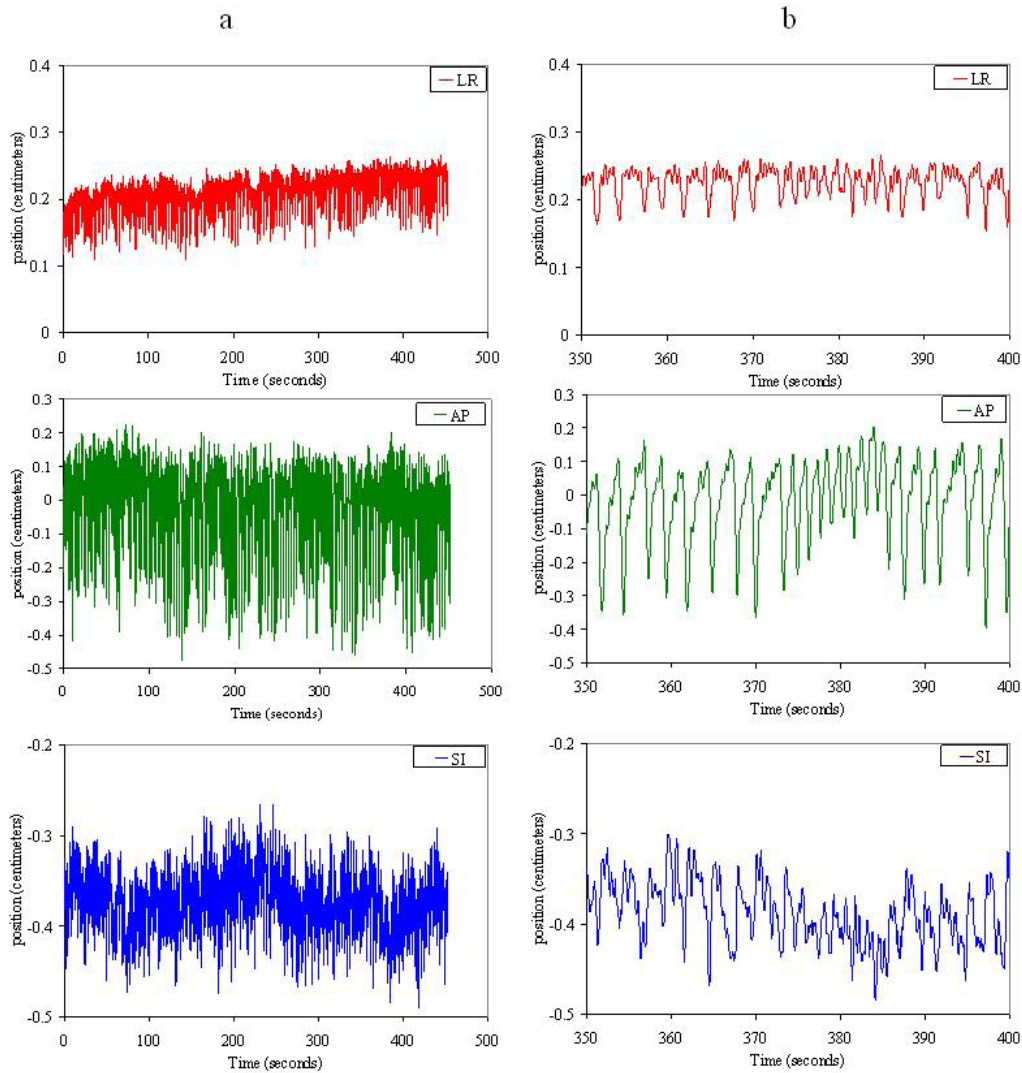 a
b
0.4
0.3
0.2
0.1
0
LR
position (centimeters)
0 100 200 300 400 500
Time (seconds)
0.4
0.3
0.2
0.1
0
LR
position (centimeters)
350 360 370 380 390 400
Time (seconds)
0.3
0.2
0.1
0
-0.1
-0.2
-0.3
-0.4
-0.5
AP
position (centimeters)
0 100 200 300 400 500
Time (seconds)
0.3
0.2
0.1
0
-0.1
-0.2
-0.3
-0.4
-0.5
AP
position (centimeters)
350 360 370 380 390 400
Time (seconds)
-0.2
-0.3
-0.4
-0.5
SI
position (centimeters)
0 100 200 300 400 500
Time (seconds)
-0.2
-0.3
-0.4
-0.5
SI
position (centimeters)
350 360 370 380 390 400
Time (seconds)